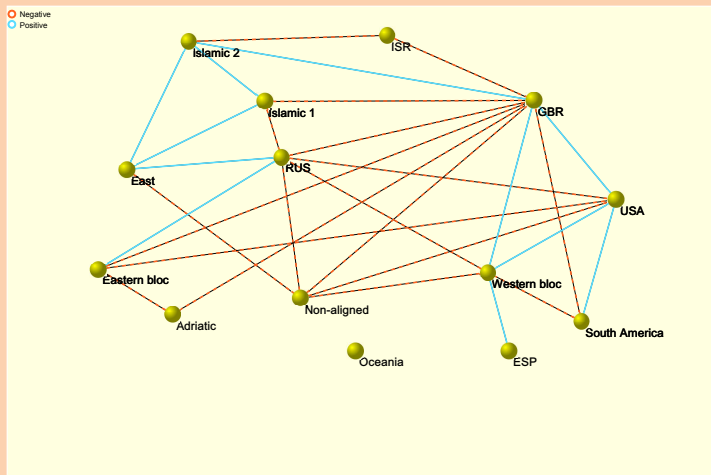 Negative
Positive
Islamic 2
ISR
Islamic 1
GBR
RUS
East
USA
Eastern bloc
Western bloc
Non-aligned
Adriatic
South America
Oceania
ESP